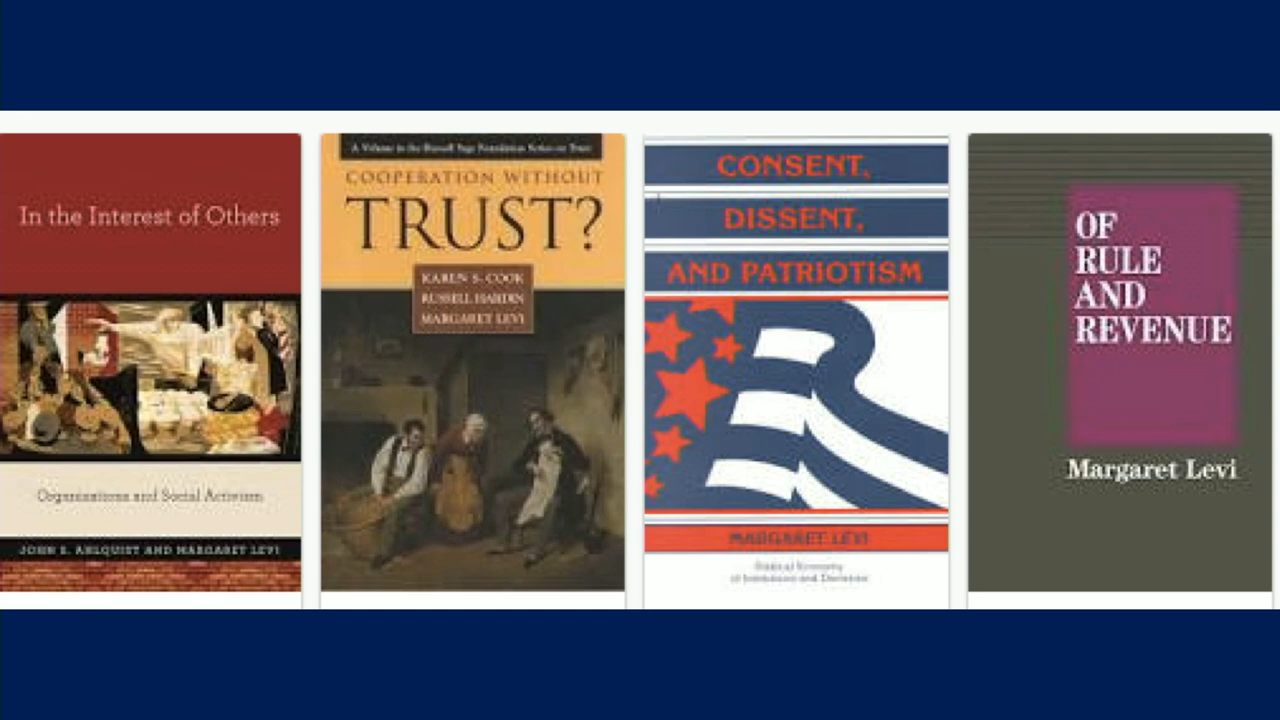 In the Interest of Others
Organizations and Social Activism
JOHN S. AHLQUIST AND MARGARET LEVI
A Volume in the Russell Sage Foundation Series on Trust
COOPERATION WITHOUT
TRUST?
KAREN S. COOK
RUSSELL HARDIN
MARGARET LEVI
CONSENT,
DISSENT,
AND PATRIOTISM
MARGARET LEVI
Political Economy
of Institutions and Decisions
OF
RULE
AND
REVENUE
Margaret Levi